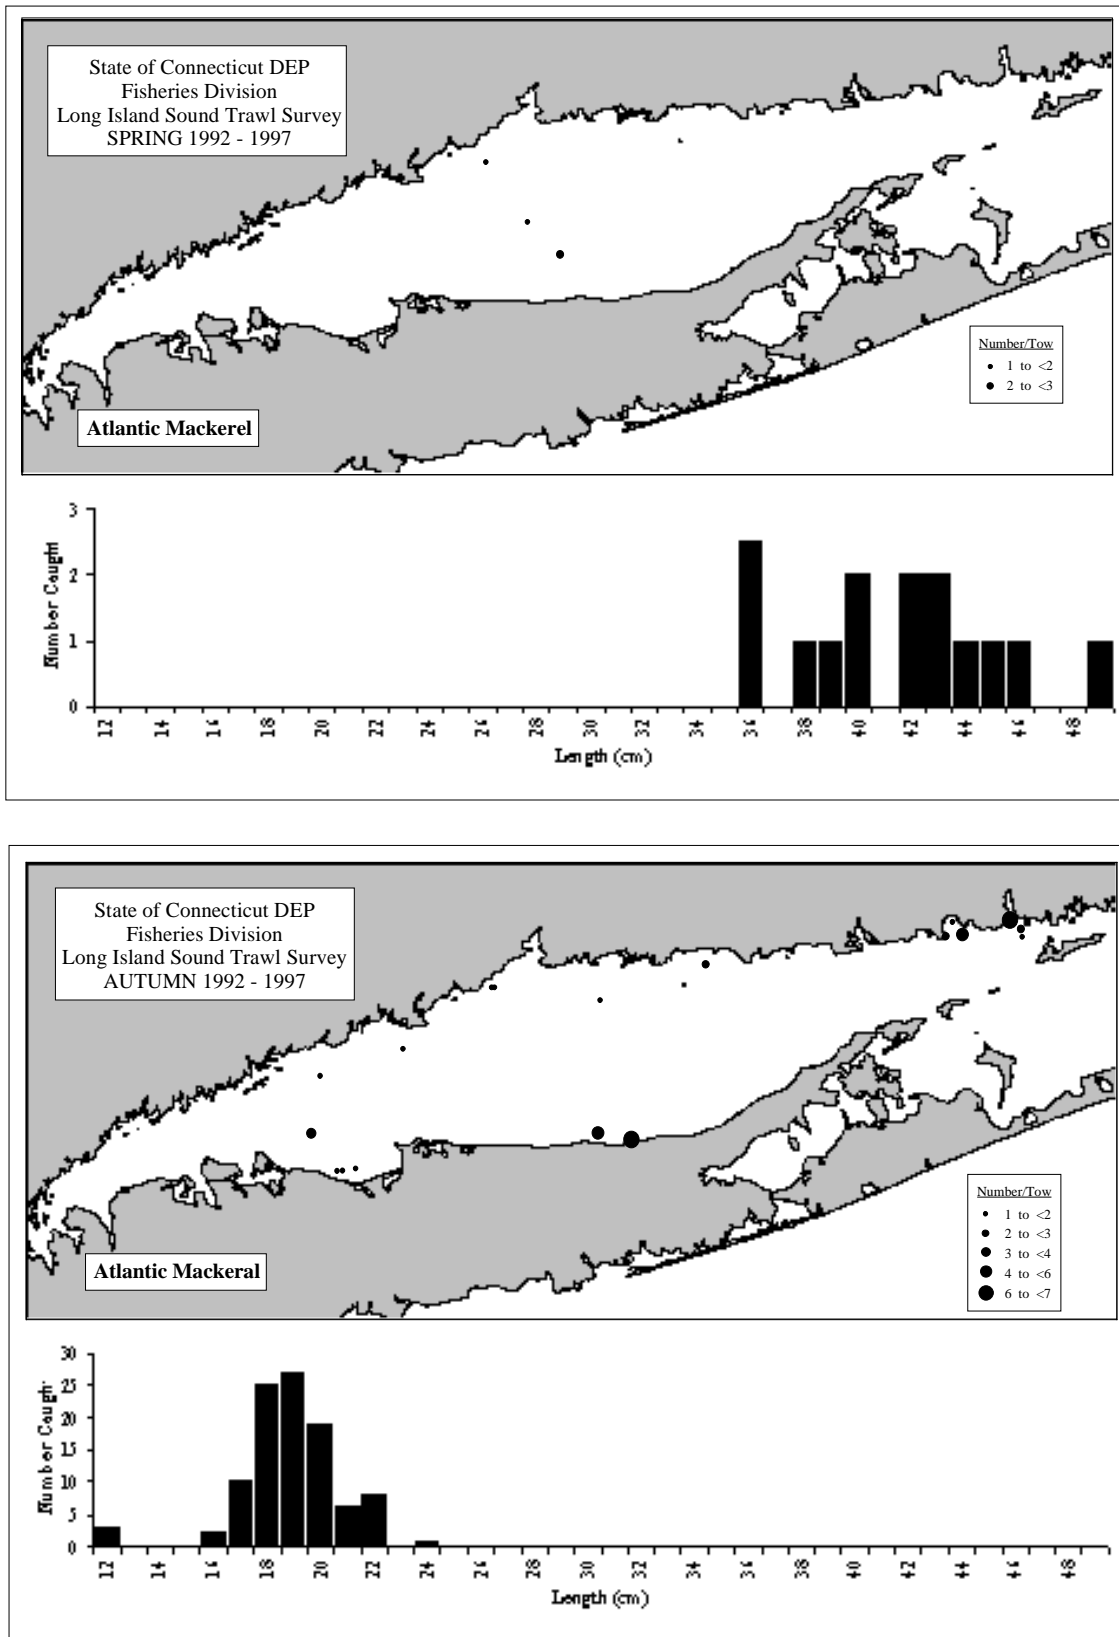 State of Connecticut DEP
Fisheries Division
Long Island Sound Trawl Survey
SPRING 1992 - 1997
Number/Tow
1 to <2
2 to <3
Atlantic Mackerel
3
2
1
0
Number Caught
12 14 16 18 20 22 24 26 28 30 32 34 36 38 40 42 44 46 48
Length (cm)
State of Connecticut DEP
Fisheries Division
Long Island Sound Trawl Survey
AUTUMN 1992 - 1997
Number/Tow
1 to <2
2 to <3
3 to <4
4 to <6
6 to <7
Atlantic Mackeral
30
25
20
15
10
5
0
Number Caugh
12 14 16 18 20 22 24 26 28 30 32 34 36 38 40 42 44 46 48
Length (cm)